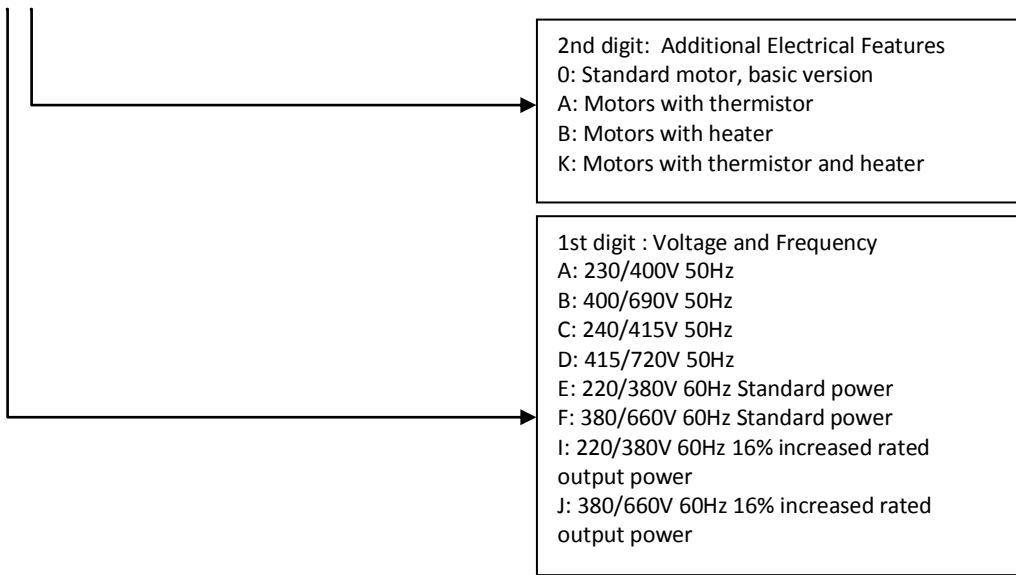 2nd digit:  Additional Electrical Features
0: Standard motor, basic version
A: Motors with thermistor
B: Motors with heater
K: Motors with thermistor and heater
1st digit : Voltage and Frequency
A: 230/400V 50Hz
B: 400/690V 50Hz
C: 240/415V 50Hz
D: 415/720V 50Hz
E: 220/380V 60Hz Standard power
F: 380/660V 60Hz Standard power
I: 220/380V 60Hz 16% increased rated
output power
J: 380/660V 60Hz 16% increased rated
output power